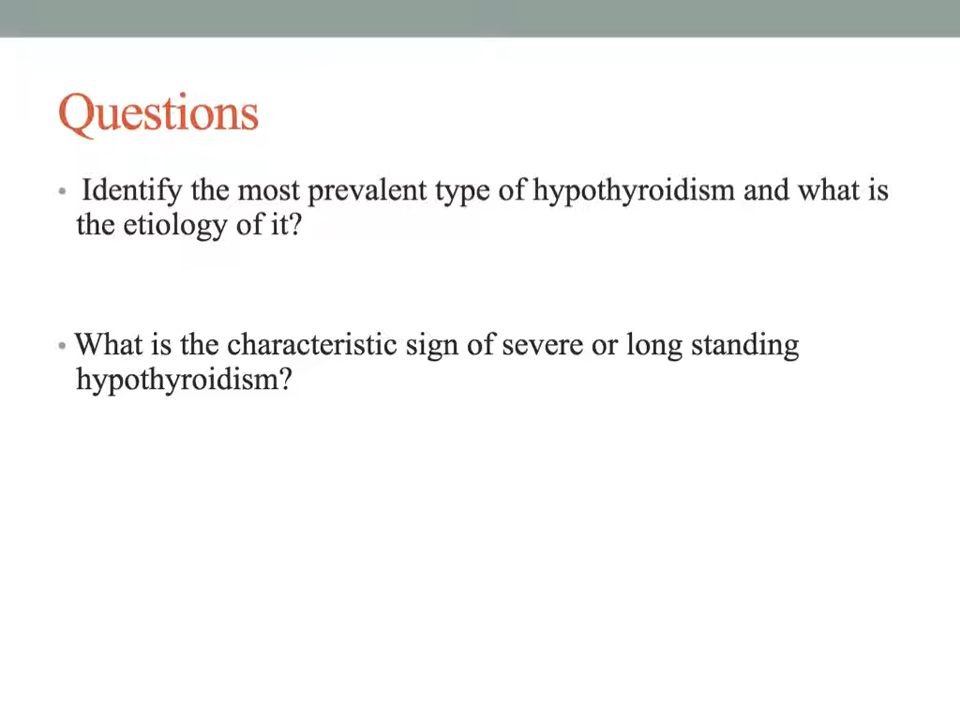 Questions
• Identify the most prevalent type of hypothyroidism and what is
the etiology of it?
• What is the characteristic sign of severe or long standing
hypothyroidism?